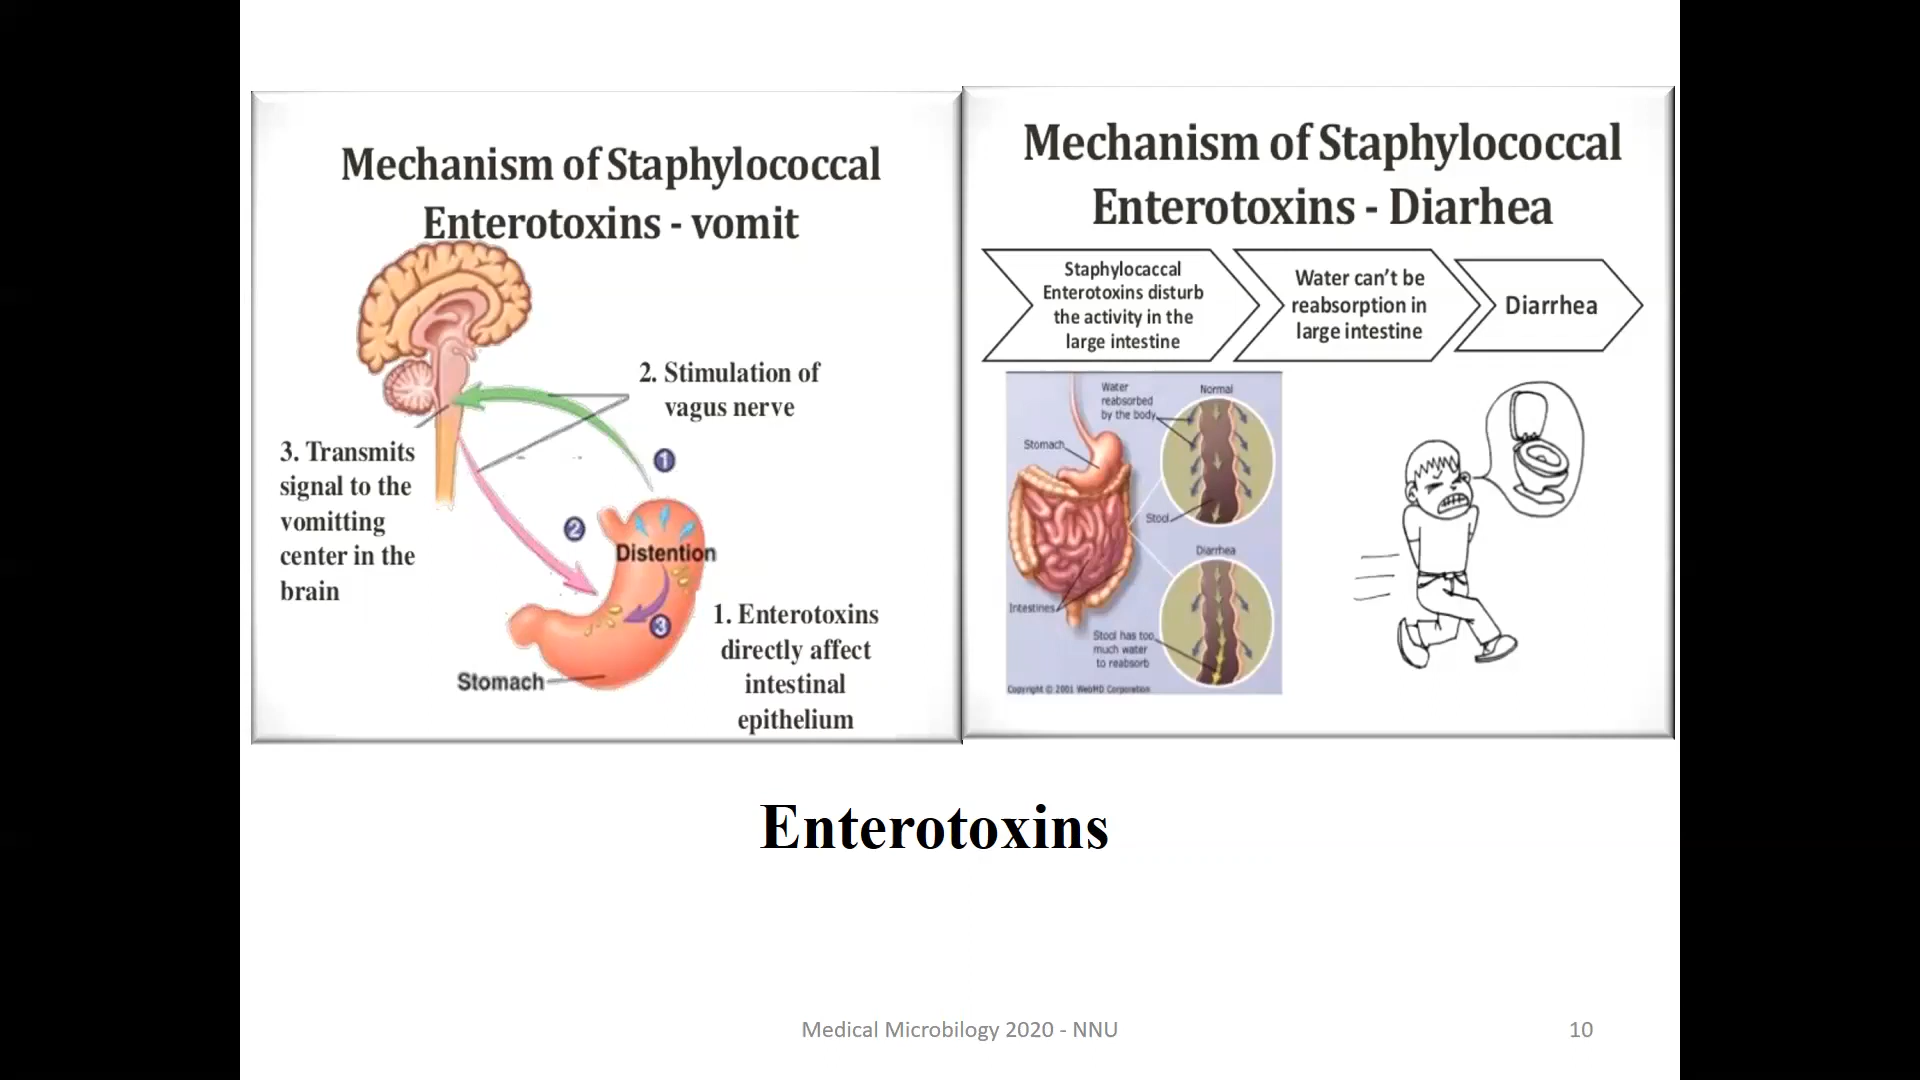 Mechanism of Staphylococcal
Enterotoxins - vomit
2. Stimulation of
vagus nerve
3. Transmits
signal to the
vomitting
center in the
brain
1
2
Distention
3
Stomach
1. Enterotoxins
directly affect
intestinal
epithelium
Mechanism of Staphylococcal
Enterotoxins - Diarhea
Staphylocaccal
Enterotoxins disturb
the activity in the
large intestine
Water can't be
reabsorption in
large intestine
Diarrhea
Water
reabsorbed
by the body
Normal
Stomach
Stool
Diarrhea
Intestines
Stool has too
much water
to reabsorb
Copyright © 2001 WebMD Corporation
Enterotoxins
Medical Microbilogy 2020 - NNU
10